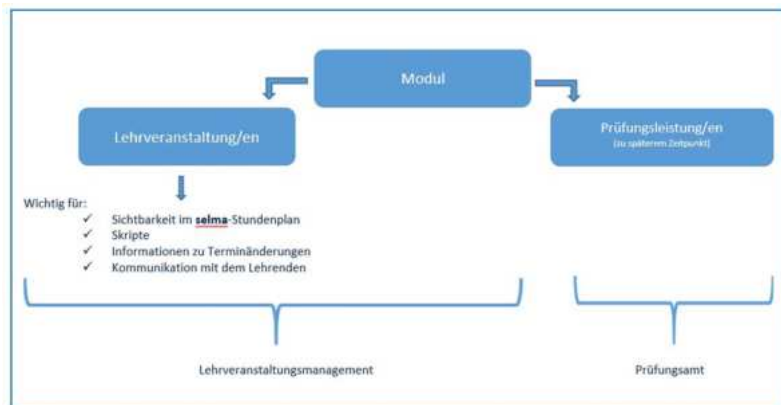 Modul
Lehrveranstaltung/en
Prüfungsleistung/en
(zu späterem Zeitpunkt)
Wichtig für:
✓ Sichtbarkeit im selma-Stundenplan
✓ Skripte
✓ Informationen zu Terminänderungen
✓ Kommunikation mit dem Lehrenden
Lehrveranstaltungsmanagement
Prüfungsamt